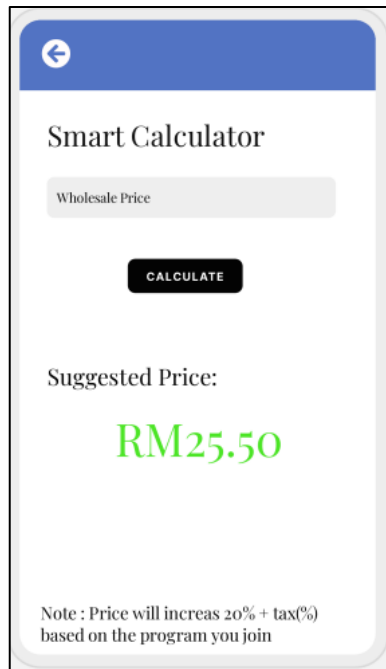 Smart Calculator
Wholesale Price
CALCULATE
Suggested Price:
RM25.50
Note : Price will increas 20% + tax(%)
based on the program you join